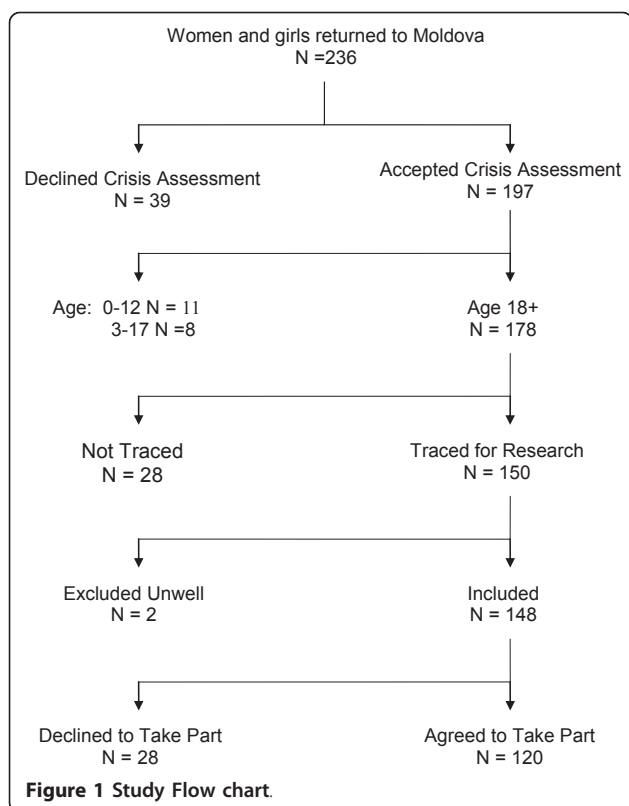 Women and girls returned to Moldova
N =236
Declined Crisis Assessment
N = 39
Accepted Crisis Assessment
N = 197
Age: 0-12 N = 11
3-17 N =8
Age 18+
N = 178
Not Traced
N = 28
Traced for Research
N = 150
Excluded Unwell
N = 2
Included
N = 148
Declined to Take Part
N = 28
Agreed to Take Part
N = 120
Figure 1 Study Flow chart.